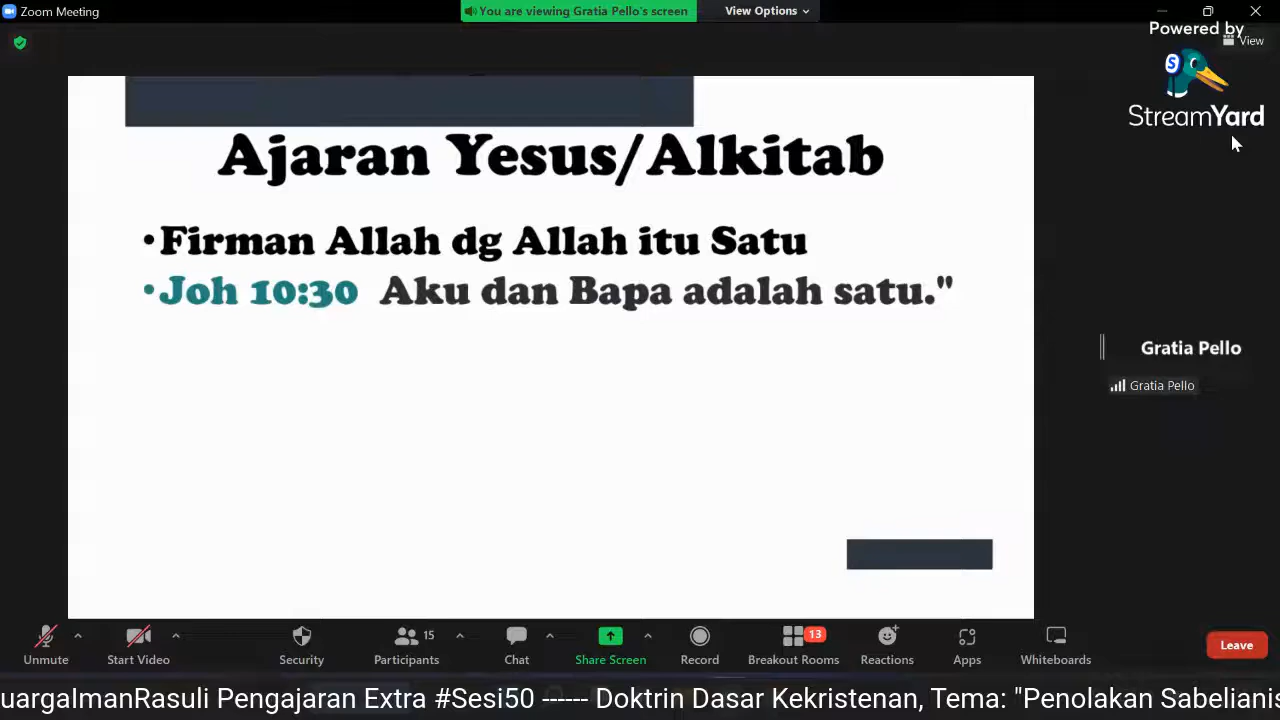 Zoom Meeting
You are viewing Gratia Pello's screen
View Options
Powered by
View
StreamYard
Ajaran Yesus/Alkitab
•Firman Allah dg Allah itu Satu
•Joh 10:30 Aku dan Bapa adalah satu."
Gratia Pello
Gratia Pello
15
13
Unmute
Start Video
Security
Participants
Chat
Share Screen
Record
Breakout Rooms
Reactions
Apps
Whiteboards
Leave
uargaImanRasuli Pengajaran Extra #Sesi50 ------ Doktrin Dasar Kekristenan, Tema: "Penolakan Sabelianis